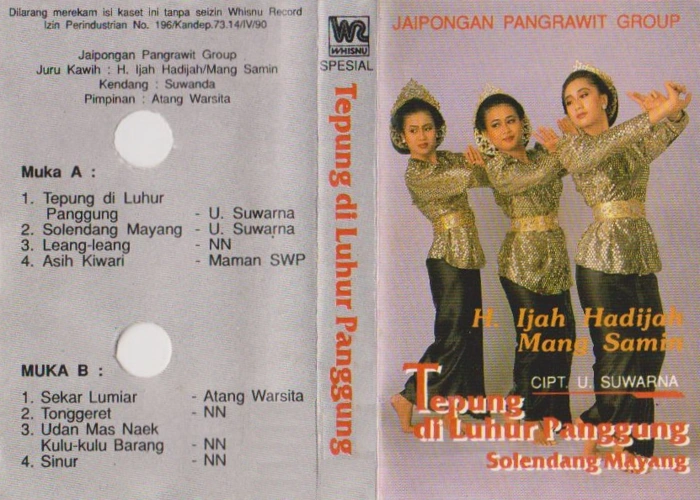 Dilarang merekam isi kaset ini tanpa seizin Whisnu Record
Izin Perindustrian No. 196/Kandep.73.14/IV/90
Jaipongan Pangrawit Group
Juru Kawih : H. Ijah Hadijah/Mang Samin
Kendang : Suwanda
Pimpinan : Atang Warsita
Muka A :
1. Tepung di Luhur
Panggung - U. Suwarna
2. Solendang Mayang - U. Suwarna
3. Leang-leang - NN
4. Asih Kiwari - Maman SWP
MUKA B :
1. Sekar Lumiar - Atang Warsita
2. Tonggeret - NN
3. Udan Mas Naek
Kulu-kulu Barang - NN
4. Sinur - NN
WR
WHISNU
SPESIAL
Tepung di Luhur Panggung
JAIPONGAN PANGRAWIT GROUP
H. Ijah Hadijah
Mang Samin
CIPT. U. SUWARNA
Tepung
di Luhur Panggung
Solendang Mayang